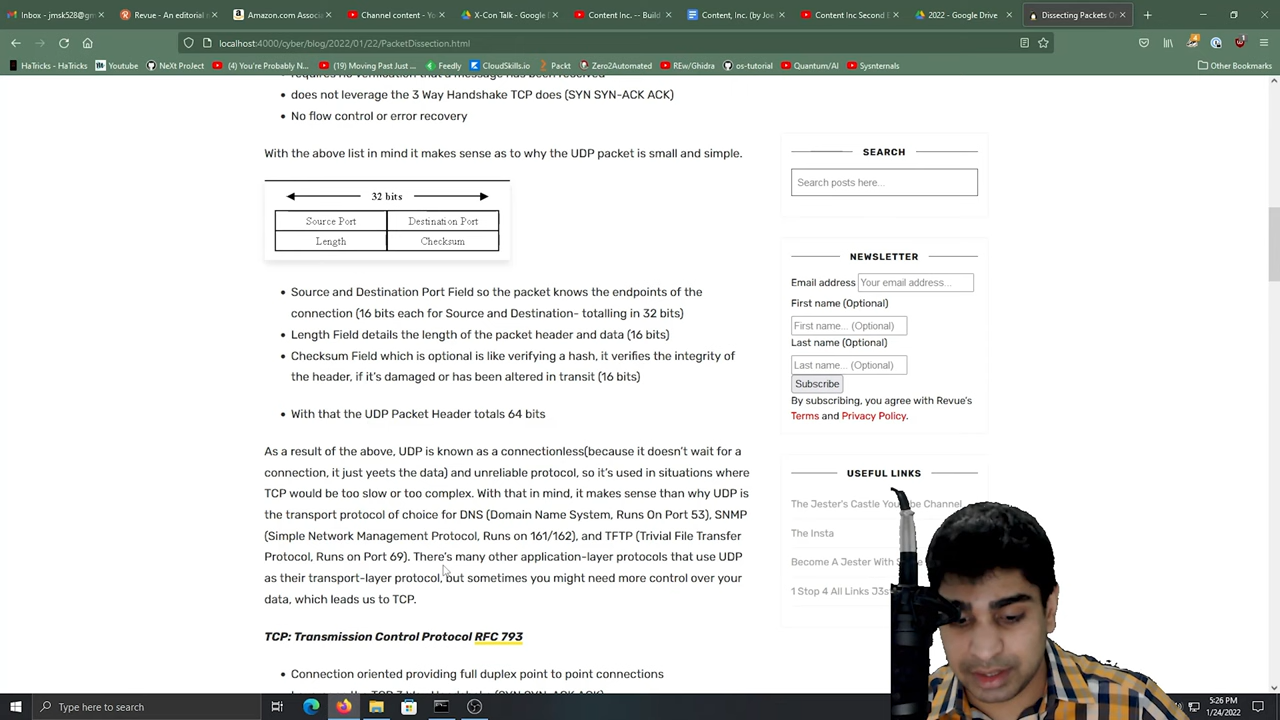 Inbox - jmsk528@gmail.c
Revue - An editorial n
Amazon.com Associat
Channel content - Yo
X-Con Talk - Google D
Content Inc. -- Build
Content, Inc. (by Joe
Content Second E
2022 - Google Drive
Dissecting Packets On
localhost:4000/cyber/blog/2022/01/22/PacketDissection.html
HaTricks - HaTricks
Youtube
NeXt Project
(4) You're Probably N...
(19) Moving Past Just ...
Feedly
CloudSkills.io
Packt
Zero2Automated
REw/Ghidra
os-tutorial
Quantum/AI
Sysnternals
Other Bookmarks
Requires no verification that a message has been received
does not leverage the 3 Way Handshake TCP does (SYN SYN-ACK ACK)
No flow control or error recovery
With the above list in mind it makes sense as to why the UDP packet is small and simple.
32 bits
Source Port
Destination Port
Length
Checksum
Source and Destination Port Field so the packet knows the endpoints of the
connection (16 bits each for Source and Destination- totalling in 32 bits)
Length Field details the length of the packet header and data (16 bits)
Checksum Field which is optional is like verifying a hash, it verifies the integrity of
the header, if it's damaged or has been altered in transit (16 bits)
With that the UDP Packet Header totals 64 bits
As a result of the above, UDP is known as a connectionless(because it doesn't wait for a
connection, it just yeets the data) and unreliable protocol, so it's used in situations where
TCP would be too slow or too complex. With that in mind, it makes sense than why UDP is
the transport protocol of choice for DNS (Domain Name System, Runs On Port 53), SNMP
(Simple Network Management Protocol, Runs on 161/162), and TFTP (Trivial File Transfer
Protocol, Runs on Port 69). There's many other application-layer protocols that use UDP
as their transport-layer protocol, but sometimes you might need more control over your
data, which leads us to TCP.
TCP: Transmission Control Protocol RFC 793
Connection oriented providing full duplex point to point connections
SEARCH
Search posts here...
NEWSLETTER
Email address
Your email address...
First name (Optional)
First name... (Optional)
Last name (Optional)
Last name... (Optional)
Subscribe
By subscribing, you agree with Revue's
Terms and Privacy Policy.
USEFUL LINKS
The Jester's Castle YouTube Channel
The Insta
Become A Jester With
1 Stop 4 All Links J3s
Type here to search
5:26 PM
1/24/2022